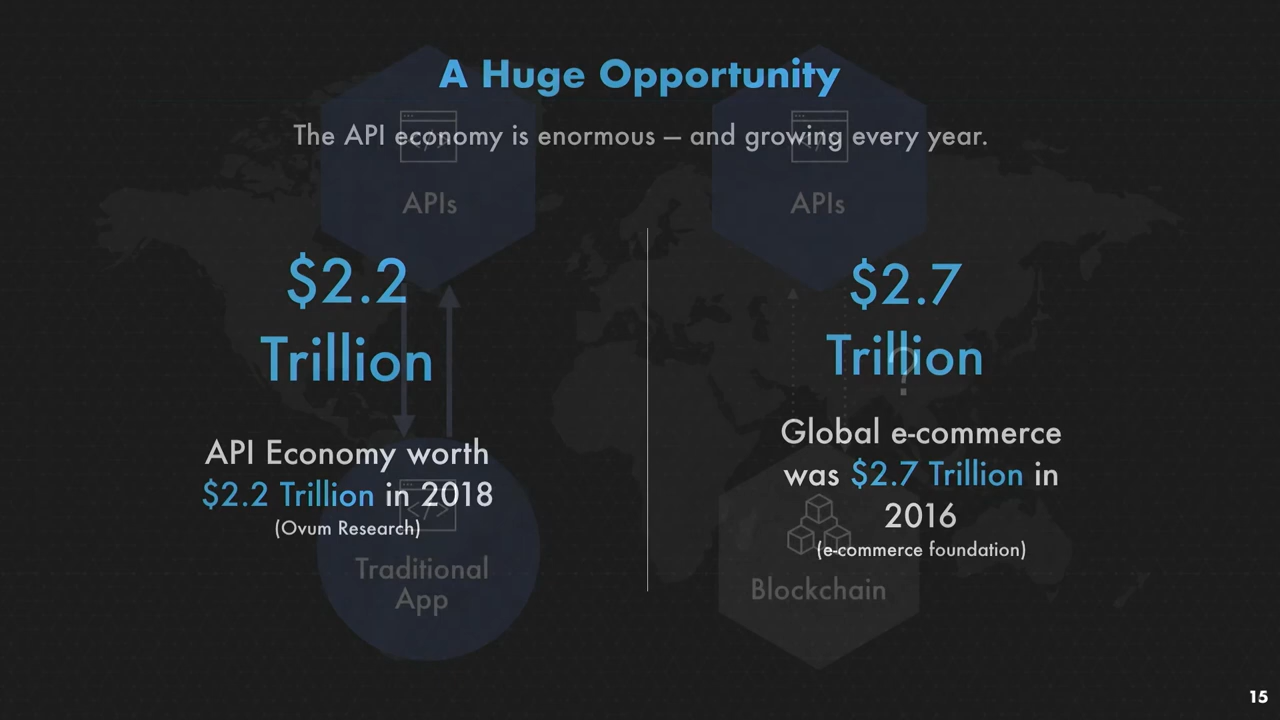 A Huge Opportunity
The API economy is enormous — and growing every year.
APIs
APIs
$2.2
Trillion
API Economy worth
$2.2 Trillion in 2018
(Ovum Research)
$2.7
Trillion
?
Global e-commerce
was $2.7 Trillion in
2016
(e-commerce foundation)
</>
</>
</>
Traditional
App
Blockchain
15